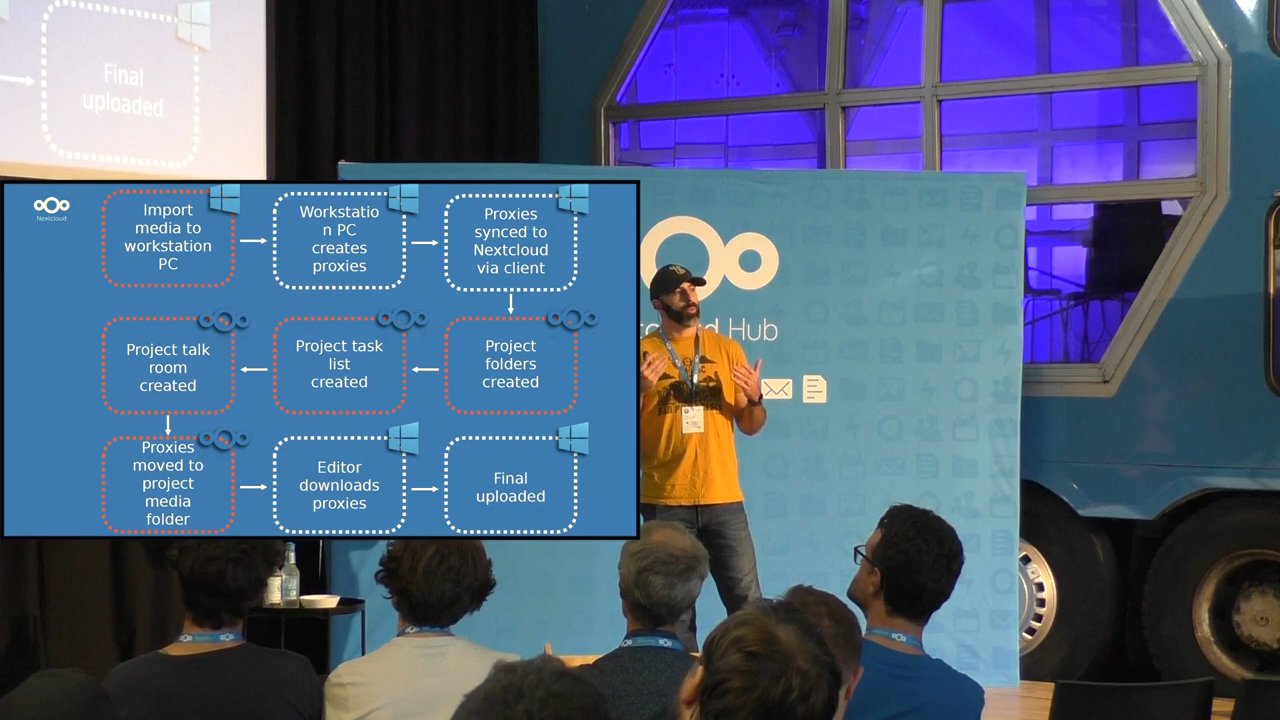 Final
uploaded
Nextcloud
Import
media to
workstation
PC
Workstatio
n PC
creates
proxies
Proxies
synced to
Nextcloud
via client
Project talk
room
created
Project task
list
created
Project
folders
created
Proxies
moved to
project
media
folder
Editor
downloads
proxies
Final
uploaded
Hub